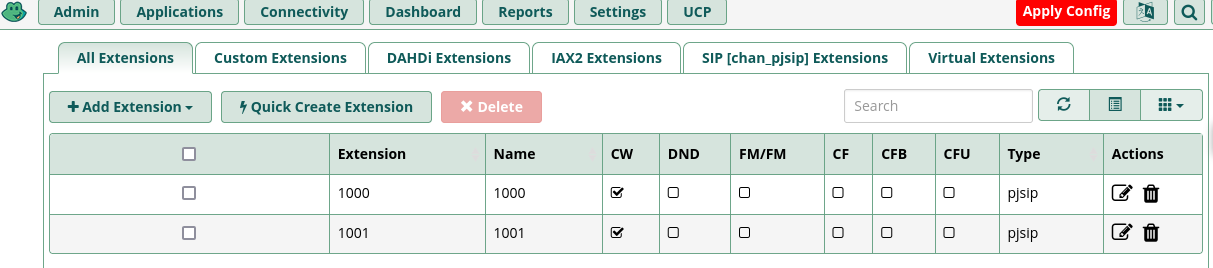 Admin Applications Connectivity Dashboard Reports Settings UCP Apply Config
All Extensions Custom Extensions DAHDi Extensions IAX2 Extensions SIP [chan_pjsip] Extensions Virtual Extensions
Add Extension Quick Create Extension Delete Search
Extension Name CW DND FM/FM CF CFB CFU Type Actions
1000 1000 pjsip
1001 1001 pjsip